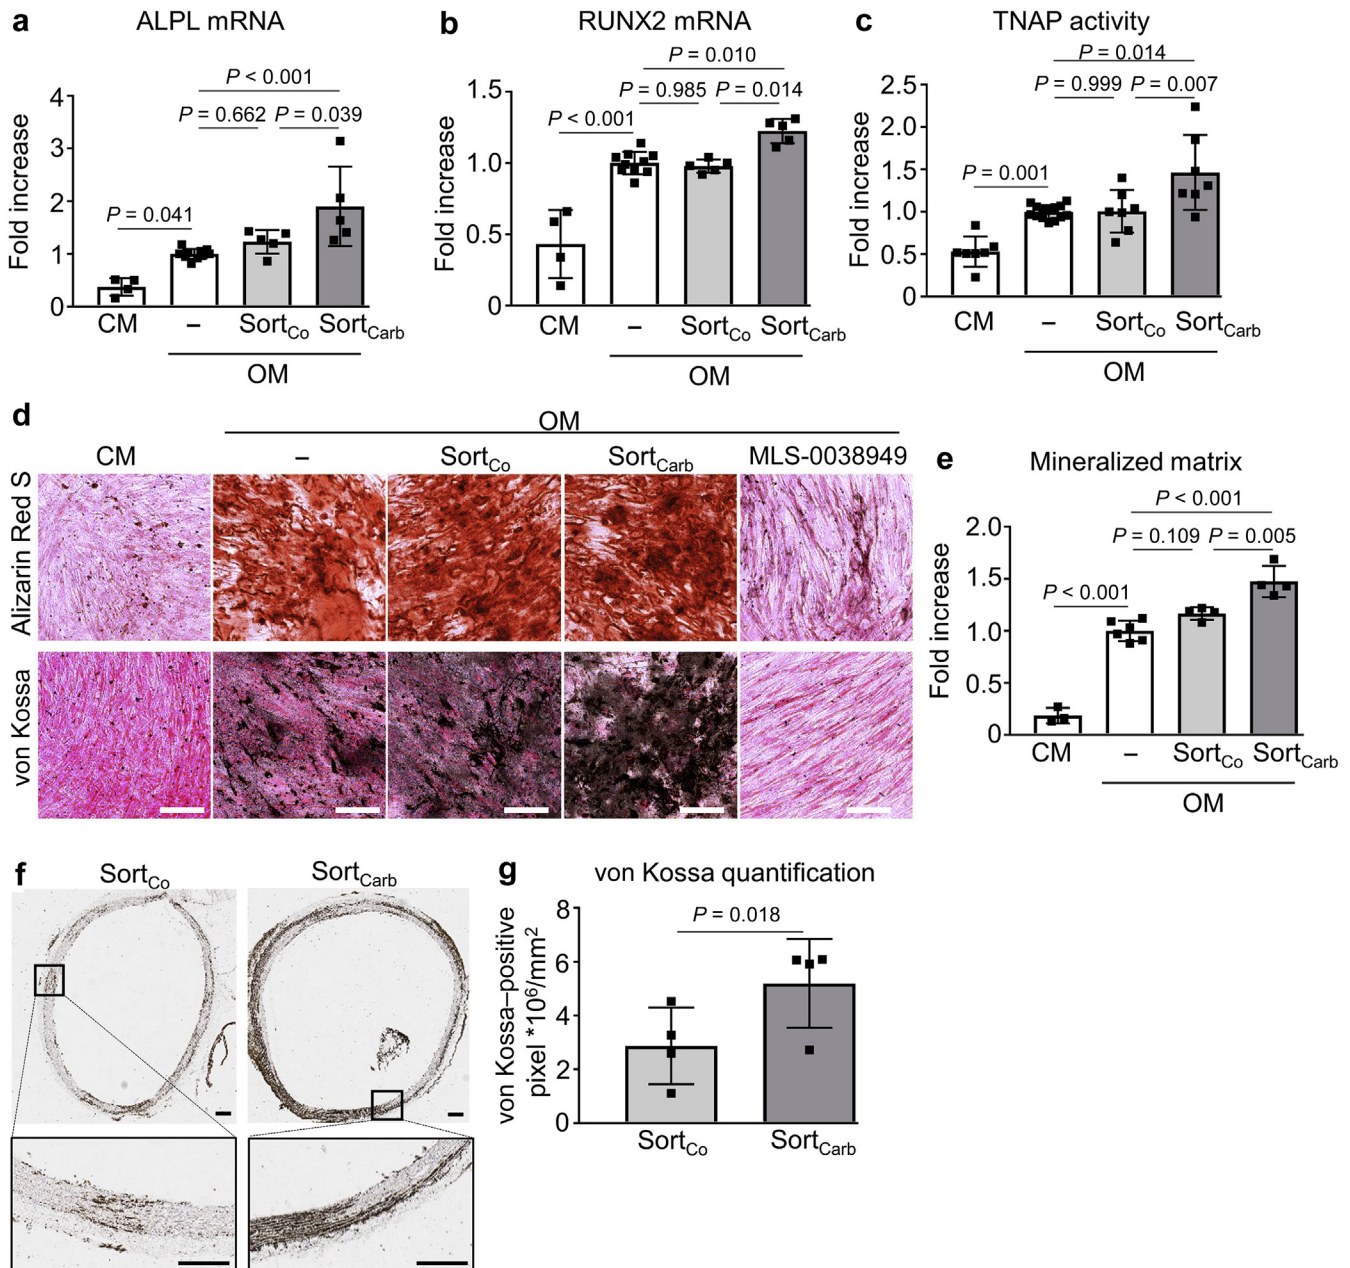 a
ALPL mRNA
P < 0.001
P = 0.662
P = 0.039
P = 0.041
Fold increase
4
3
2
1
0
CM
–
SortCo
SortCarb
OM
b
RUNX2 mRNA
P = 0.010
P = 0.985
P = 0.014
P < 0.001
Fold increase
1.5
1.0
0.5
0
CM
–
SortCo
SortCarb
OM
c
TNAP activity
P = 0.014
P = 0.999
P = 0.007
P = 0.001
Fold increase
2.5
2.0
1.5
1.0
0.5
0
CM
–
SortCo
SortCarb
OM
d
OM
CM
–
SortCo
SortCarb
MLS-0038949
Alizarin Red S
von Kossa
e
Mineralized matrix
P < 0.001
P = 0.109
P = 0.005
P < 0.001
Fold increase
2.0
1.5
1.0
0.5
0
CM
–
SortCo
SortCarb
OM
f
SortCo
SortCarb
g
von Kossa quantification
P = 0.018
von Kossa–positive
pixel *10⁶/mm²
8
6
4
2
0
SortCo
SortCarb